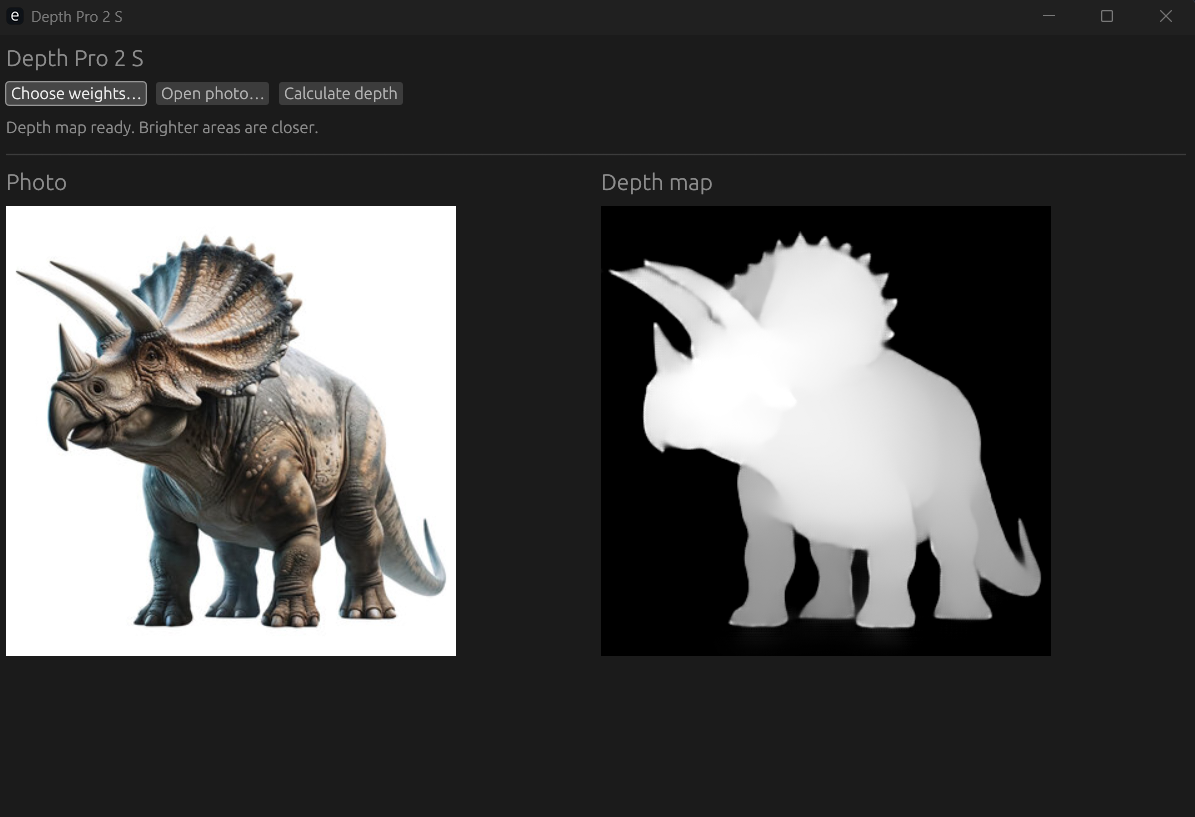 e Depth Pro 2 S
Depth Pro 2 S
Choose weights... Open photo... Calculate depth
Depth map ready. Brighter areas are closer.
Photo Depth map